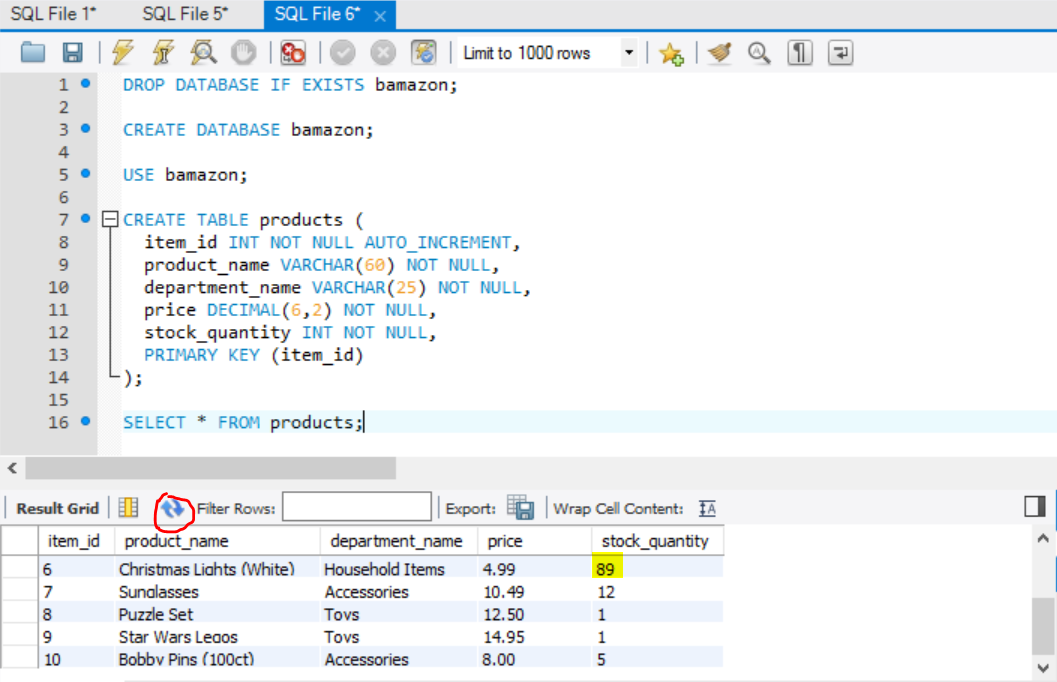 SQL File 1* SQL File 5* SQL File 6* ×
Limit to 1000 rows
1 DROP DATABASE IF EXISTS bamazon;
2
3 CREATE DATABASE bamazon;
4
5 USE bamazon;
6
7 CREATE TABLE products (
8 item_id INT NOT NULL AUTO_INCREMENT,
9 product_name VARCHAR(60) NOT NULL,
10 department_name VARCHAR(25) NOT NULL,
11 price DECIMAL(6,2) NOT NULL,
12 stock_quantity INT NOT NULL,
13 PRIMARY KEY (item_id)
14 );
15
16 SELECT * FROM products;
Result Grid Filter Rows: Export: Wrap Cell Content:
item_id product_name department_name price stock_quantity
6 Christmas Lights (White) Household Items 4.99 89
7 Sunglasses Accessories 10.49 12
8 Puzzle Set Toys 12.50 1
9 Star Wars Legos Toys 14.95 1
10 Bobby Pins (100ct) Accessories 8.00 5